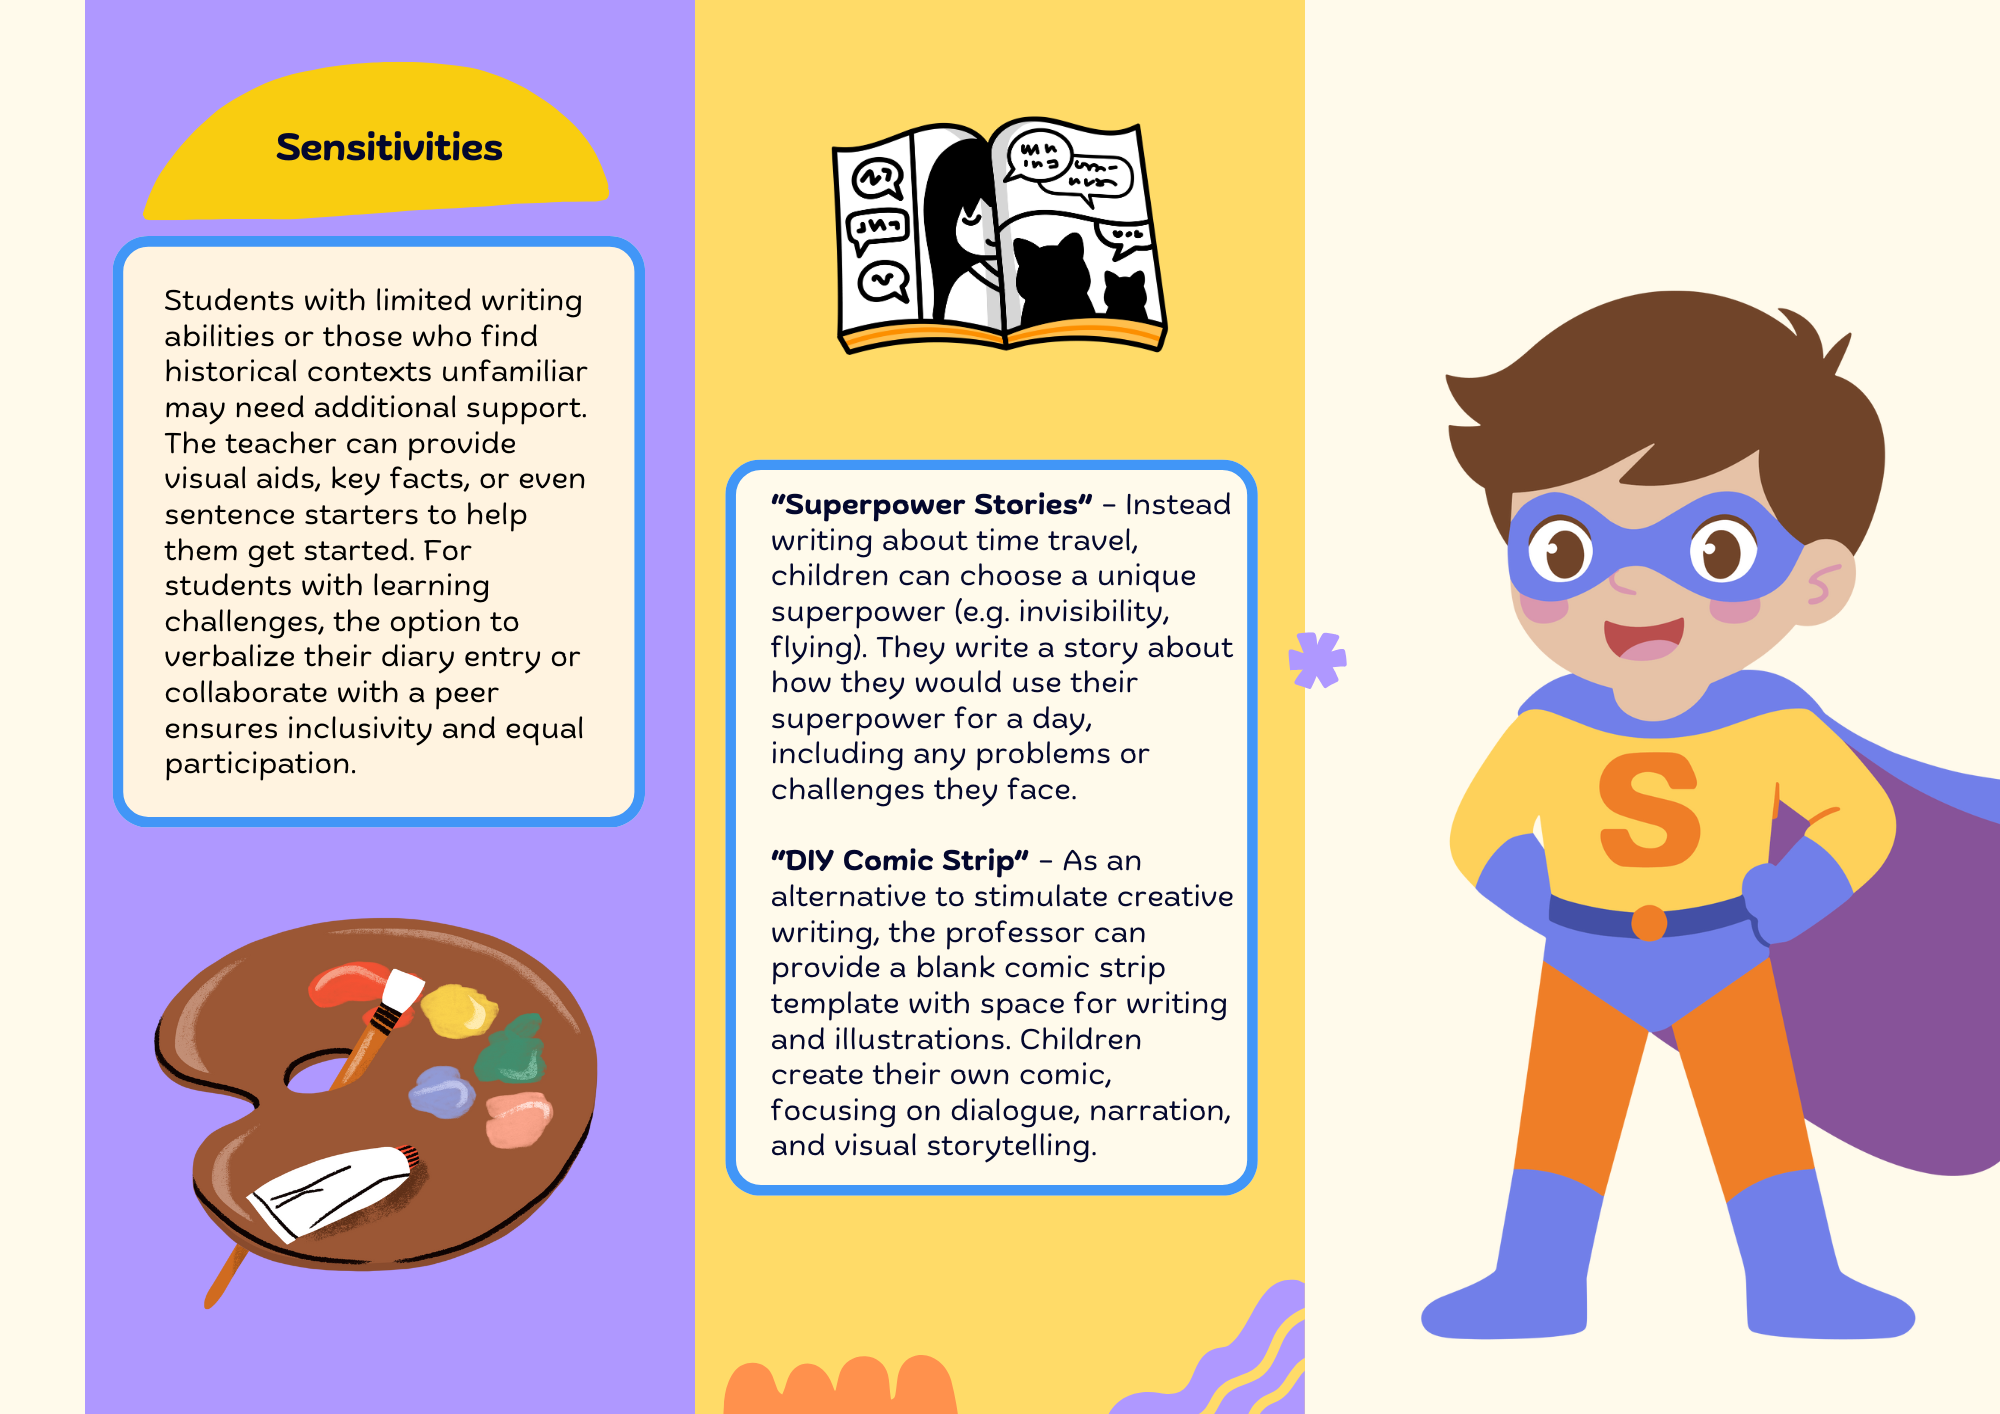 Sensitivities
Students with limited writing
abilities or those who find
historical contexts unfamiliar
may need additional support.
The teacher can provide
visual aids, key facts, or even
sentence starters to help
them get started. For
students with learning
challenges, the option to
verbalize their diary entry or
collaborate with a peer
ensures inclusivity and equal
participation.
"Superpower Stories" – Instead
writing about time travel,
children can choose a unique
superpower (e.g. invisibility,
flying). They write a story about
how they would use their
superpower for a day,
including any problems or
challenges they face.
"DIY Comic Strip" – As an
alternative to stimulate creative
writing, the professor can
provide a blank comic strip
template with space for writing
and illustrations. Children
create their own comic,
focusing on dialogue, narration,
and visual storytelling.
S